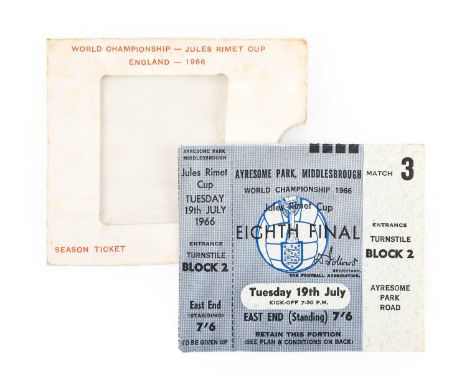 WORLD CHAMPIONSHIP — JULES RIMET CUP
ENGLAND — 1966
SEASON TICKET
AYRESOME PARK
MIDDLESBROUGH
Jules Rimet
Cup
TUESDAY
19th JULY
1966
ENTRANCE
TURNSTILE
BLOCK 2
East End
(STANDING)
7'6
(TO BE GIVEN UP)
AYRESOME PARK, MIDDLESBROUGH
WORLD CHAMPIONSHIP 1966
Jules Rimet Cup
EIGHTH FINAL
SECRETARY,
THE FOOTBALL ASSOCIATION.
Tuesday 19th July
KICK-OFF 7-30 P.M.
EAST END (Standing) 7'6
RETAIN THIS PORTION
(SEE PLAN & CONDITIONS ON BACK)
MATCH 3
ENTRANCE
TURNSTILE
BLOCK 2
AYRESOME
PARK
ROAD